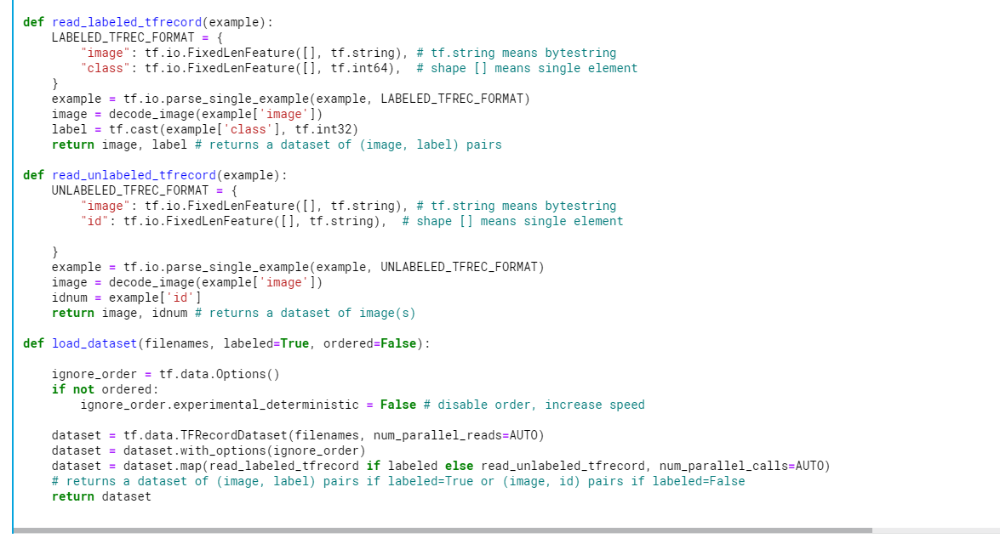 def read_labeled_tfrecord(example):
    LABELED_TFREC_FORMAT = {
        "image": tf.io.FixedLenFeature([], tf.string), # tf.string means bytestring
        "class": tf.io.FixedLenFeature([], tf.int64),  # shape [] means single element
    }
    example = tf.io.parse_single_example(example, LABELED_TFREC_FORMAT)
    image = decode_image(example['image'])
    label = tf.cast(example['class'], tf.int32)
    return image, label # returns a dataset of (image, label) pairs

def read_unlabeled_tfrecord(example):
    UNLABELED_TFREC_FORMAT = {
        "image": tf.io.FixedLenFeature([], tf.string), # tf.string means bytestring
        "id": tf.io.FixedLenFeature([], tf.string),  # shape [] means single element

    }
    example = tf.io.parse_single_example(example, UNLABELED_TFREC_FORMAT)
    image = decode_image(example['image'])
    idnum = example['id']
    return image, idnum # returns a dataset of image(s)

def load_dataset(filenames, labeled=True, ordered=False):

    ignore_order = tf.data.Options()
    if not ordered:
        ignore_order.experimental_deterministic = False # disable order, increase speed

    dataset = tf.data.TFRecordDataset(filenames, num_parallel_reads=AUTO)
    dataset = dataset.with_options(ignore_order)
    dataset = dataset.map(read_labeled_tfrecord if labeled else read_unlabeled_tfrecord, num_parallel_calls=AUTO)
    # returns a dataset of (image, label) pairs if labeled=True or (image, id) pairs if labeled=False
    return dataset